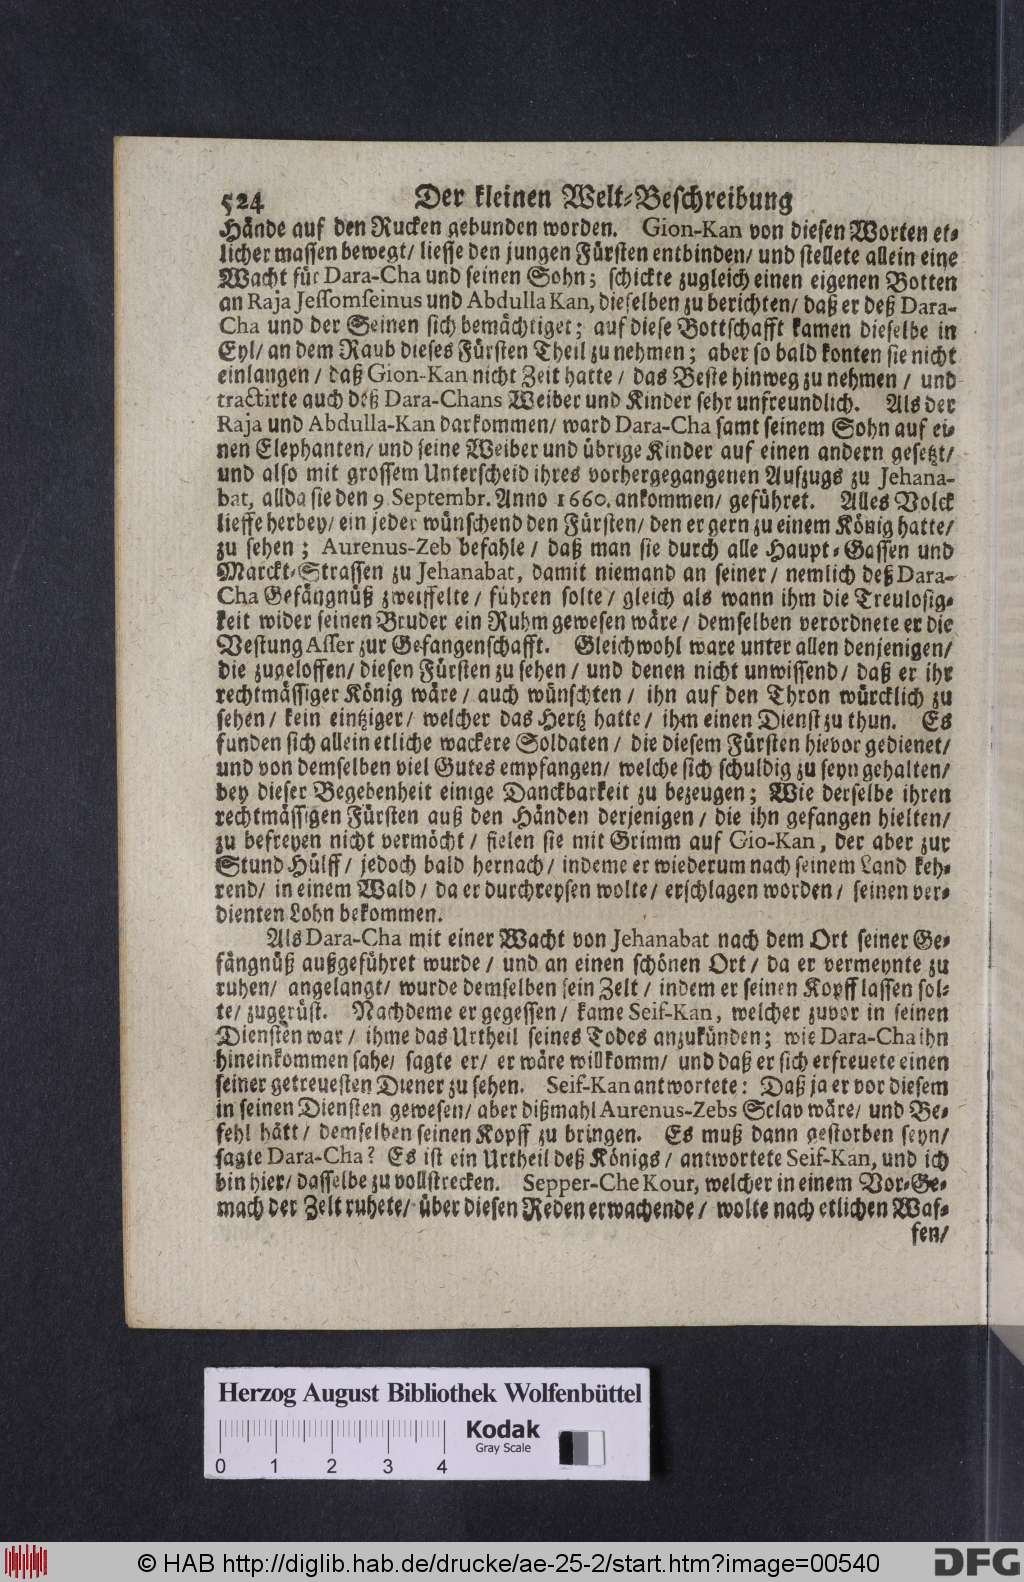 524 Der kleinen Welt-Beschreibung
Hände auf den Rucken gebunden worden. Gion-Kan von diesen Worten et-
licher massen bewegt/ liesse den jungen Fürsten entbinden/ und stellete allein eine
Wacht für Dara-Cha und seinen Sohn; schickte zugleich einen eigenen Botten
an Raja Jessomseinus und Abdulla Kan, dieselben zu berichten/ daß er deß Dara-
Cha und der Seinen sich bemächtiget; auf diese Bottschafft kamen dieselbe in
Eyl/ an dem Raub dieses Fürsten Theil zu nehmen; aber so bald konten sie nicht
einlangen/ daß Gion-Kan nicht Zeit hatte/ das Beste hinweg zu nehmen/ und
tractirte auch deß Dara-Chans Weiber und Kinder sehr unfreundlich. Als der
Raja und Abdulla-Kan darkommen/ ward Dara-Cha samt seinem Sohn auf ei-
nen Elephanten/ und seine Weiber und übrige Kinder auf einen andern gesetzt/
und also mit grossem Unterscheid ihres vorhergegangenen Aufzugs zu Jehana-
bat, allda sie den 9. Septembr. Anno 1660. ankommen/ geführet. Alles Volck
lieffe herbey/ ein jeder wünschend den Fürsten/ den er gern zu einem König hatte/
zu sehen; Aurenus-Zeb befahle/ daß man sie durch alle Haupt-Gassen und
Marckt-Strassen zu Jehanabat, damit niemand an seiner/ nemlich deß Dara-
Cha Gefängnüß zweifelte/ führen solte/ gleich als wann ihm die Treulosig-
keit wider seinen Bruder ein Ruhm gewesen wäre/ demselben verordnete er die
Vestung Asser zur Gefangenschafft. Gleichwohl ware unter allen denjenigen/
die zugeloffen/ diesen Fürsten zu sehen/ und denen nicht unwissend/ daß er ihr
rechtmässiger König wäre/ auch wünschten/ ihn auf den Thron würcklich zu
sehen/ kein eintziger/ welcher das Hertz hatte/ ihm einen Dienst zu thun. Es
funden sich allein etliche wackere Soldaten/ die diesem Fürsten hievor gedienet/
und von demselben viel Gutes empfangen/ welche sich schuldig zu seyn gehalten/
bey dieser Begebenheit einige Danckbarkeit zu bezeugen; Wie derselbe ihren
rechtmässigen Fürsten auß den Händen derjenigen/ die ihn gefangen hielten/
zu befreyen nicht vermöcht/ fielen sie mit Grimm auf Gio-Kan, der aber zur
Stund Hülff/ jedoch bald hernach/ indeme er wiederum nach seinem Land keh-
rend/ in einem Wald/ da er durchreysen wolte/ erschlagen worden/ seinen ver-
dienten Lohn bekommen.
Als Dara-Cha mit einer Wacht von Jehanabat nach dem Ort seiner Ge-
fängnüß außgeführet wurde/ und an einen schönen Ort/ da er vermeynte zu
ruhen/ angelangt/ wurde demselben sein Zelt/ indem er seinen Kopff lassen sol-
te/ zugerüst. Nachdeme er gegessen/ kame Seif-Kan, welcher zuvor in seinen
Diensten war/ ihme das Urtheil seines Todes anzukünden; wie Dara-Cha ihn
hineinkommen sahe/ sagte er/ er wäre willkomm/ und daß er sich erfreuete einen
seiner getreuesten Diener zu sehen. Seif-Kan antwortete: Daß ja er vor diesem
in seinen Diensten gewesen/ aber dißmahl Aurenus-Zebs Sclav wäre/ und Be-
fehl hätt/ demselben seinen Kopff zu bringen. Es muß dann gestorben seyn/
sagte Dara-Cha? Es ist ein Urtheil deß Königs/ antwortete Seif-Kan, und ich
bin hier/ dasselbe zu vollstrecken. Sepper-Che Kour, welcher in einem Vor-Ge-
mach der Zelt ruhete/ über diesen Reden erwachende/ wolte nach etlichen Waf-
fen/
Herzog August Bibliothek Wolfenbüttel
Kodak
Gray Scale
0 1 2 3 4
© HAB http://diglib.hab.de/drucke/ae-25-2/start.htm?image=00540
DFG